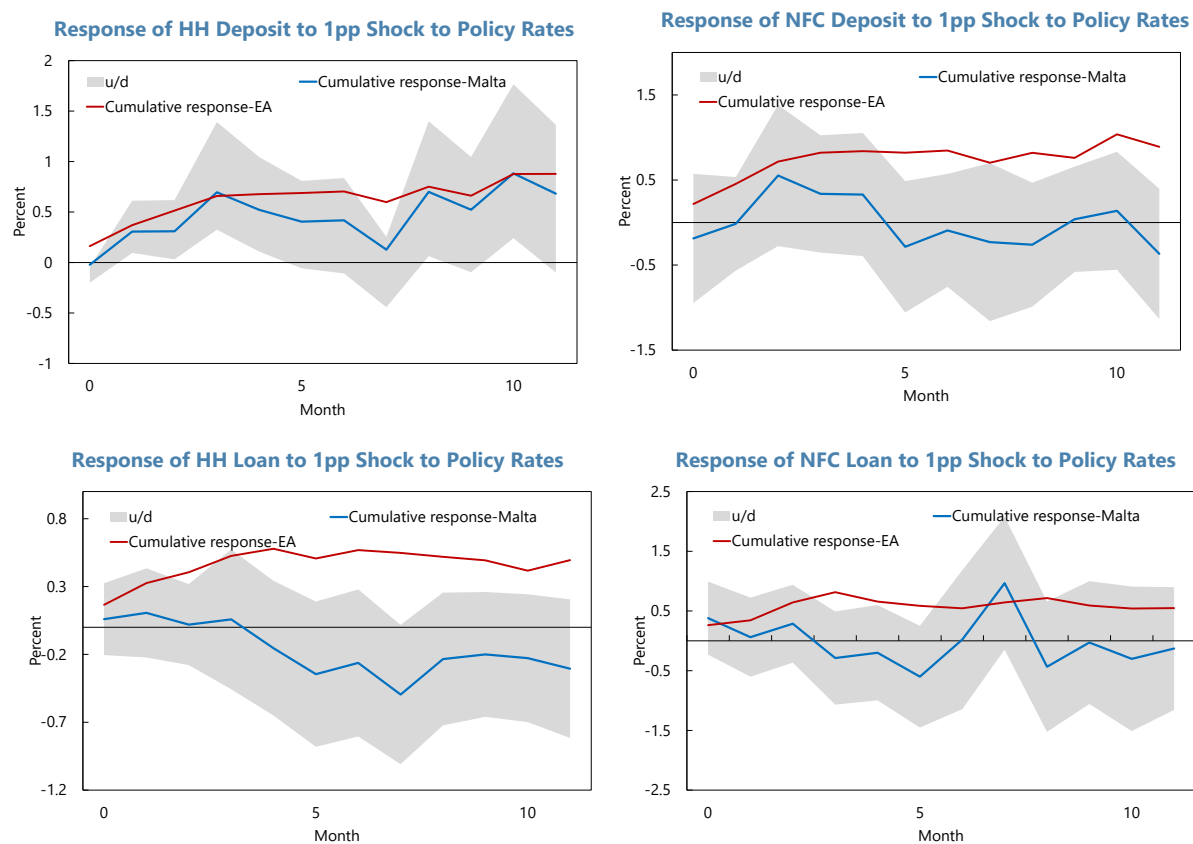 Response of HH Deposit to 1pp Shock to Policy Rates
2
1.5
1
0.5
0
-0.5
-1
Percent
u/d
Cumulative response-Malta
Cumulative response-EA
0
5
10
Month
Response of NFC Deposit to 1pp Shock to Policy Rates
1.5
0.5
-0.5
-1.5
Percent
u/d
Cumulative response-Malta
Cumulative response-EA
0
5
10
Month
Response of HH Loan to 1pp Shock to Policy Rates
0.8
0.3
-0.2
-0.7
-1.2
Percent
u/d
Cumulative response-Malta
Cumulative response-EA
0
5
10
Month
Response of NFC Loan to 1pp Shock to Policy Rates
2.5
1.5
0.5
-0.5
-1.5
-2.5
Percent
u/d
Cumulative response-Malta
Cumulative response-EA
0
5
10
Month